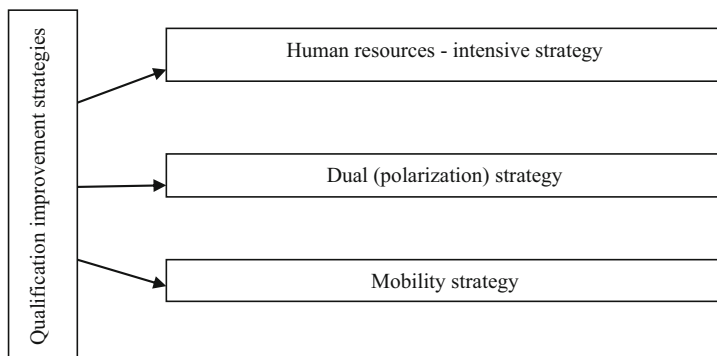 Qualification improvement strategies
Human resources - intensive strategy
Dual (polarization) strategy
Mobility strategy